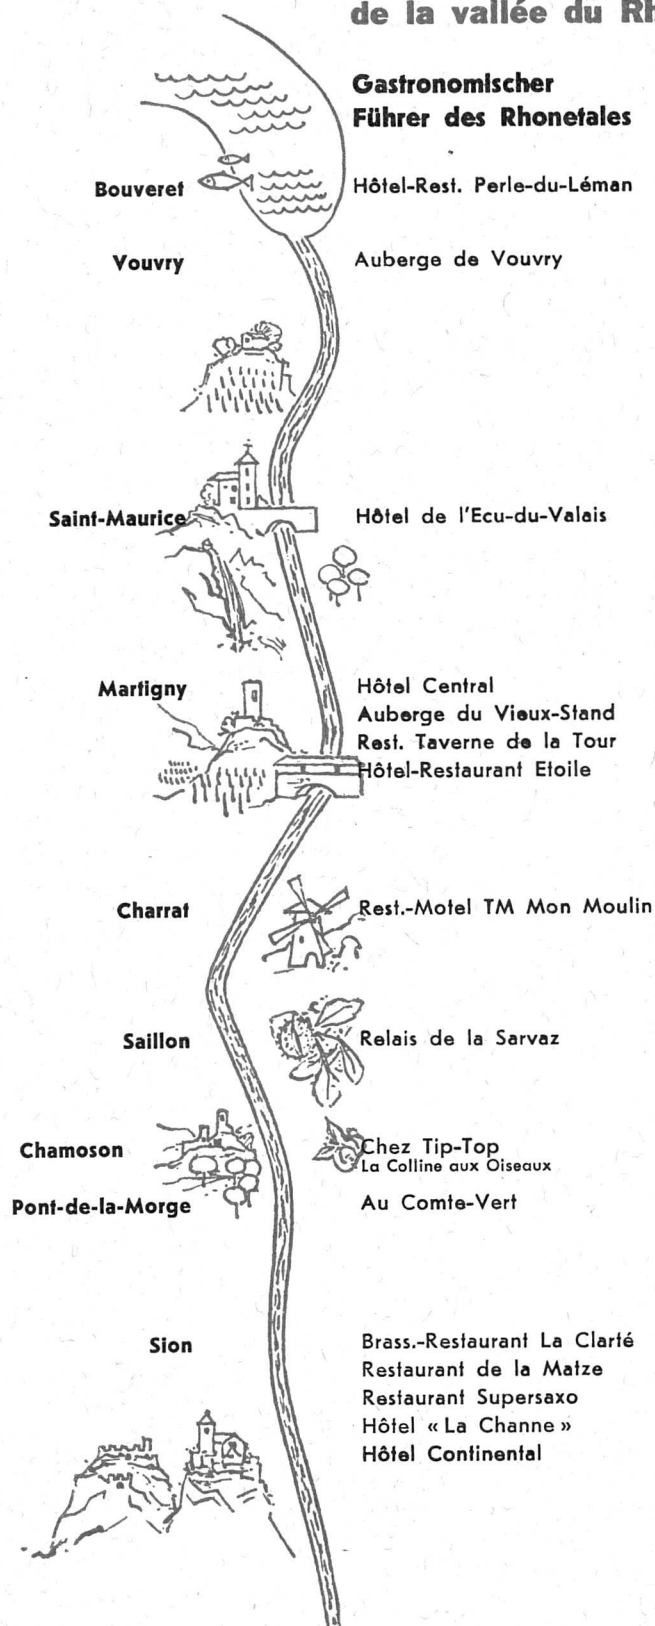 de la vallée du Rh
Gastronomischer
Führer des Rhonetales
Bouveret
Hôtel-Rest. Perle-du-Léman
Vouvry
Auberge de Vouvry
Saint-Maurice
Hôtel de l'Ecu-du-Valais
Martigny
Hôtel Central
Auberge du Vieux-Stand
Rest. Taverne de la Tour
Hôtel-Restaurant Etoile
Charrat
Rest.-Motel TM Mon Moulin
Saillon
Relais de la Sarvaz
Chamoson
Chez Tip-Top
La Colline aux Oiseaux
Pont-de-la-Morge
Au Comte-Vert
Sion
Brass.-Restaurant La Clarté
Restaurant de la Matze
Restaurant Supersaxo
Hôtel « La Channe »
Hôtel Continental